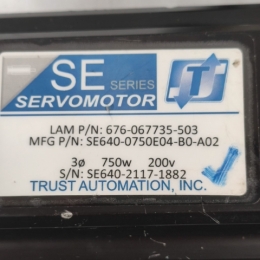 SE SERIES
SERVOMOTOR
LAM P/N: 676-067735-503
MFG P/N: SE640-0750E04-B0-A02
3ø 750w 200v
S/N: SE640-2117-1882
TRUST AUTOMATION, INC.